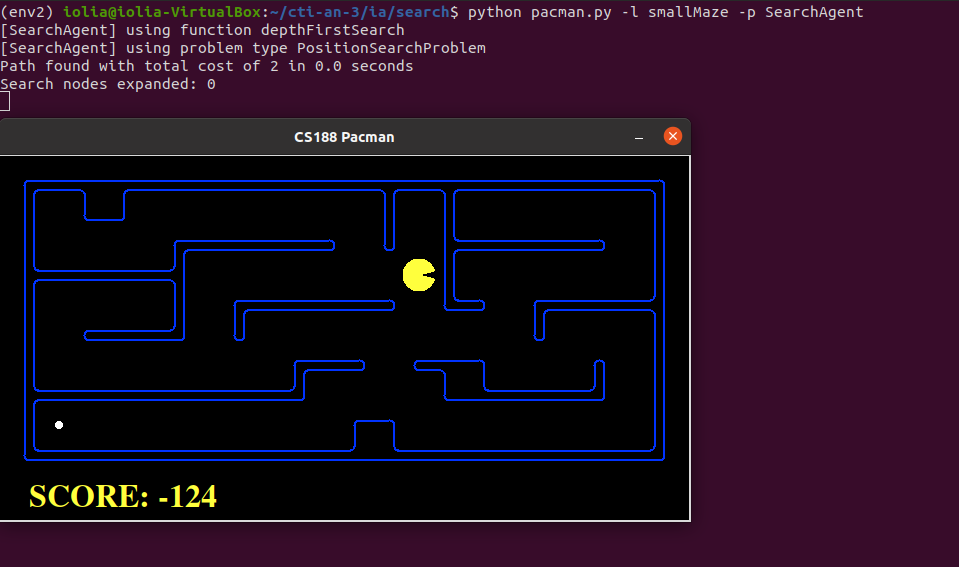 (env2) iolia@iolia-VirtualBox:~/cti-an-3/ia/search$ python pacman.py -l smallMaze -p SearchAgent
[SearchAgent] using function depthFirstSearch
[SearchAgent] using problem type PositionSearchProblem
Path found with total cost of 2 in 0.0 seconds
Search nodes expanded: 0
CS188 Pacman
SCORE: -124